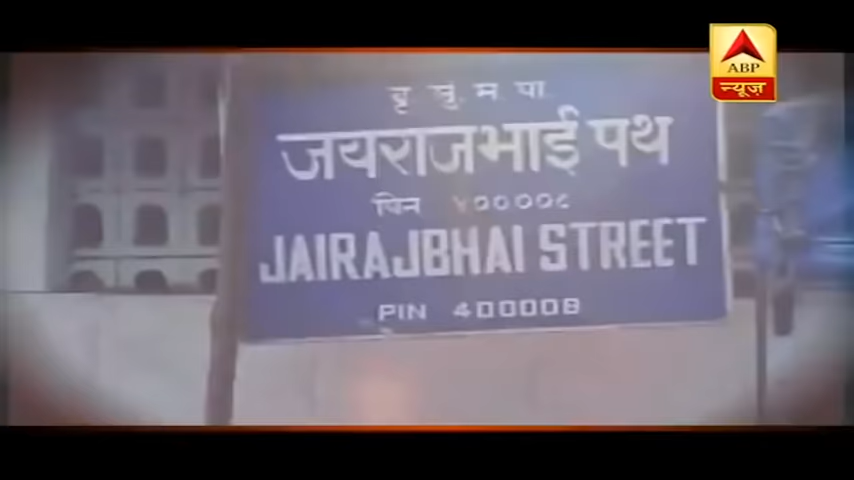 ABP
न्यूज़
बृ.मुं.म.पा.
जयराजभाई पथ
पिन ४००००८
JAIRAJBHAI STREET
PIN 400008